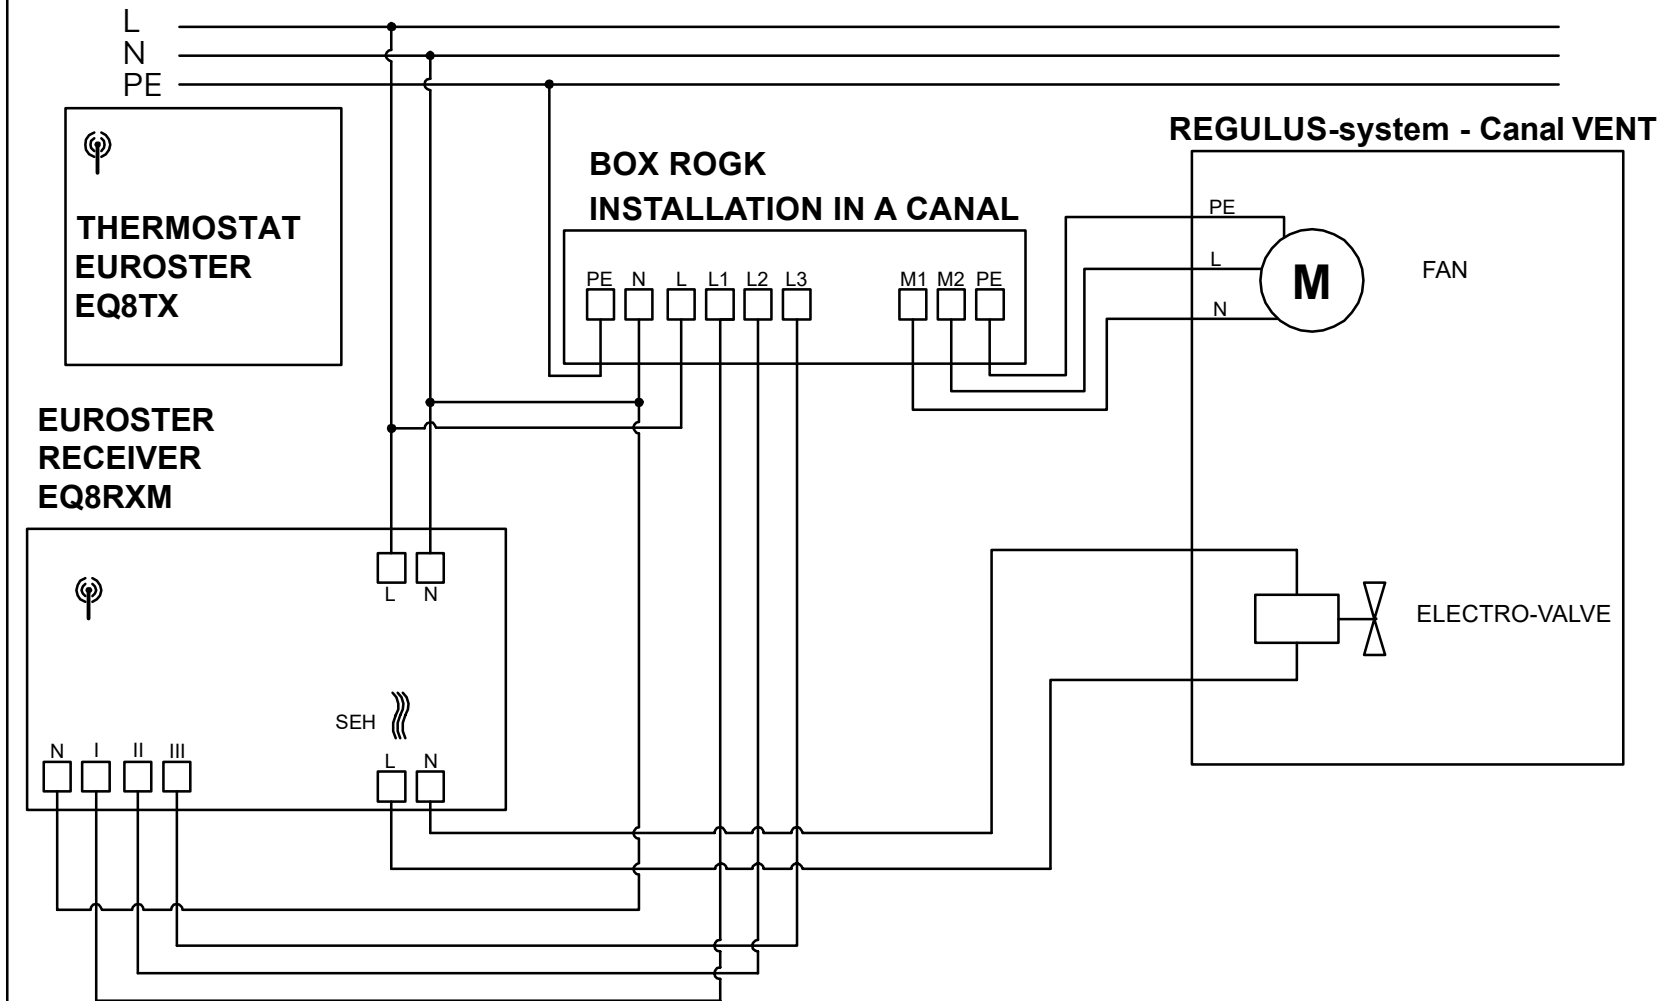 L
N
PE
REGULUS-system - Canal VENT
BOX ROGK
INSTALLATION IN A CANAL
THERMOSTAT
EUROSTER
EQ8TX
PE N L L1 L2 L3 M1 M2 PE
PE
L
N
M
FAN
EUROSTER
RECEIVER
EQ8RXM
L N
ELECTRO-VALVE
SEH
N I II III L N